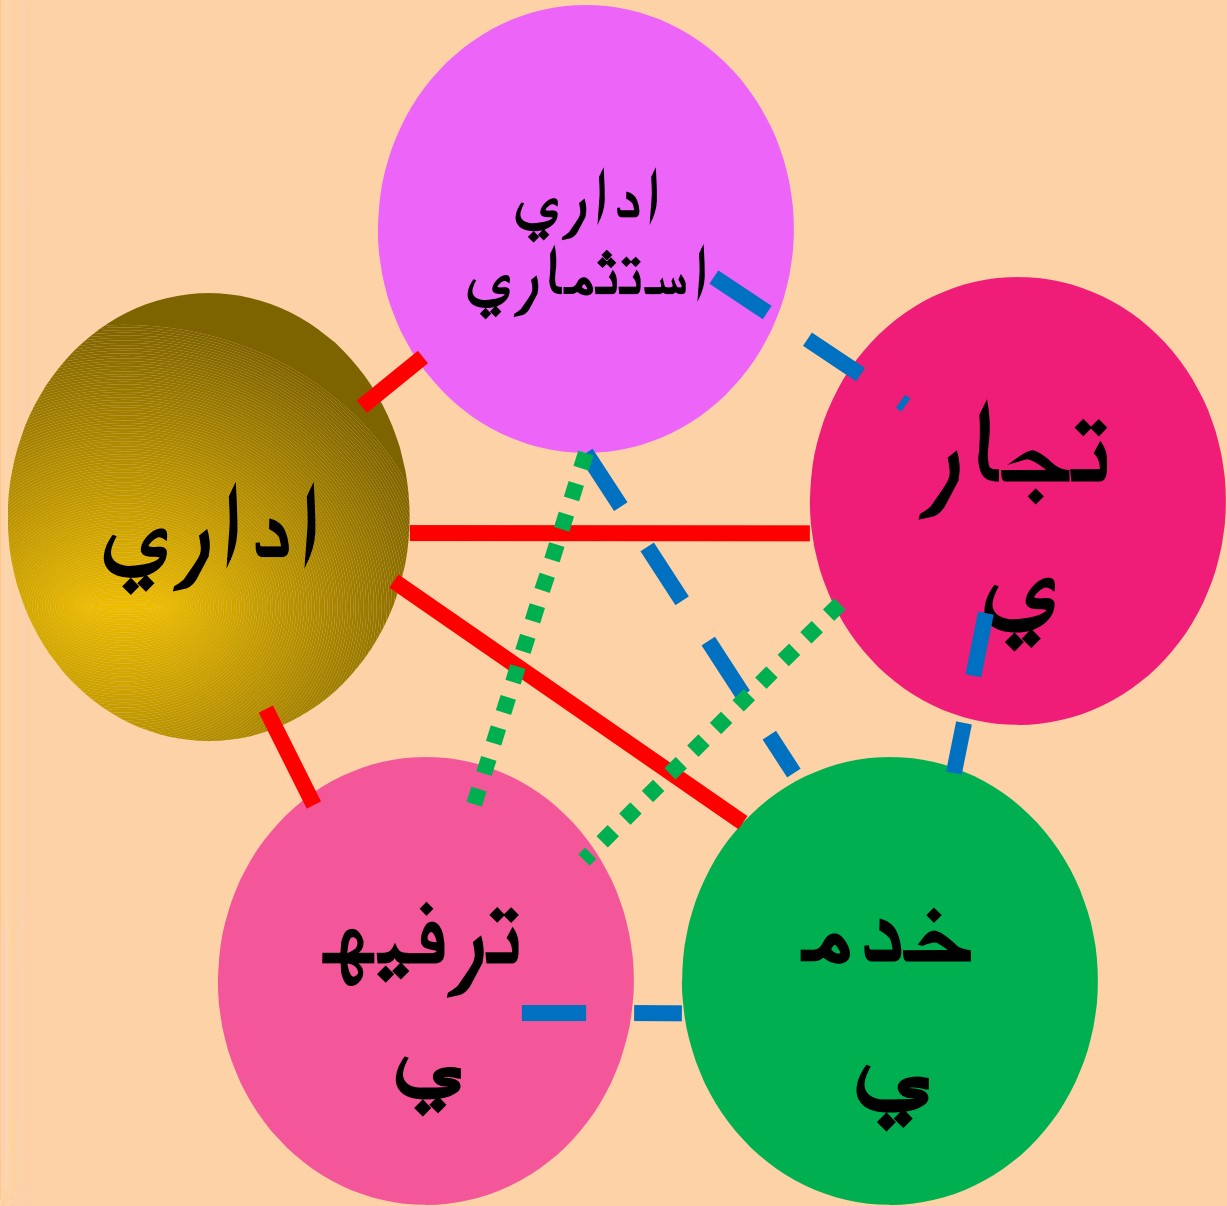 اداري
استثماري
تجار
ي
اداري
ترفيه
ي
خدم
ي